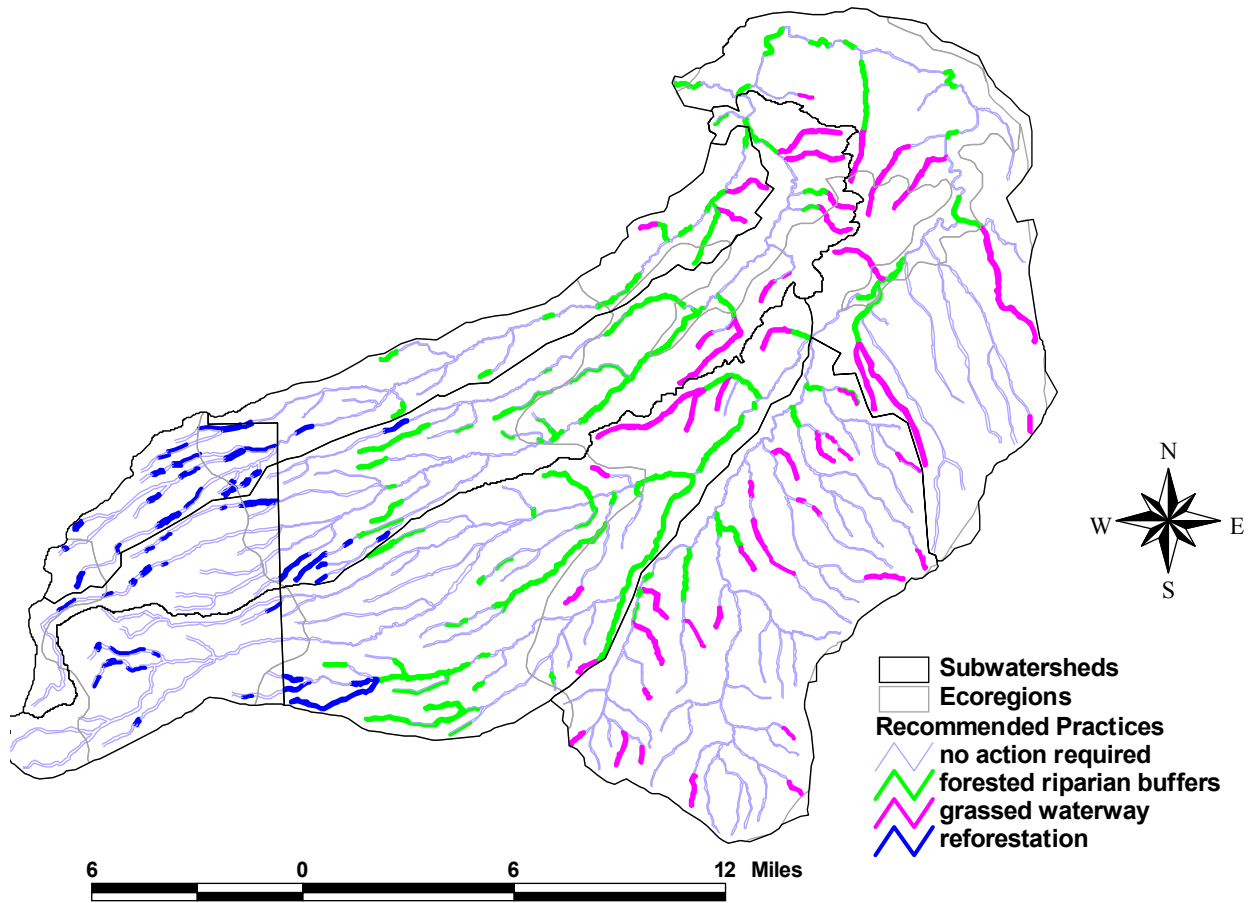 N
W E
S
Subwatersheds
Ecoregions
Recommended Practices
no action required
forested riparian buffers
grassed waterway
reforestation
6 0 6 12 Miles